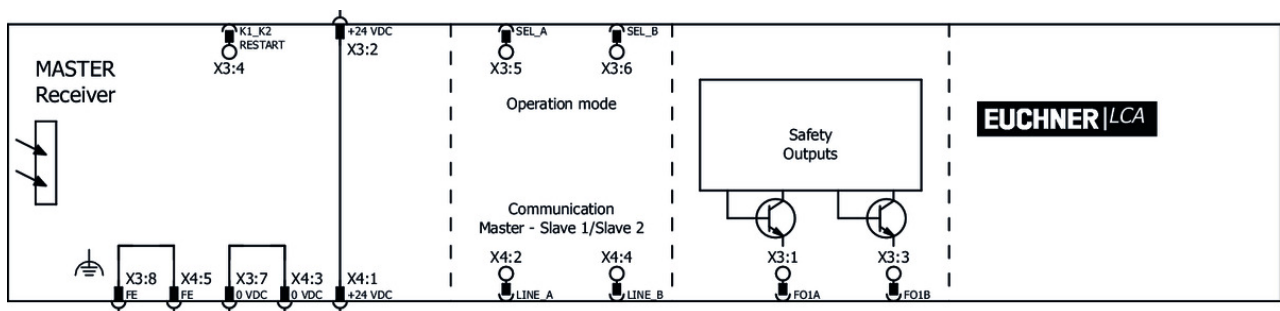 K1_K2
RESTART
X3:4
+24 VDC
X3:2
SEL_A
X3:5
SEL_B
X3:6
MASTER
Receiver
Operation mode
Safety
Outputs
EUCHNER|LCA
Communication
Master - Slave 1/Slave 2
X3:8
FE
X4:5
FE
X3:7
0 VDC
X4:3
0 VDC
X4:1
+24 VDC
X4:2
LINE_A
X4:4
LINE_B
X3:1
FO1A
X3:3
FO1B